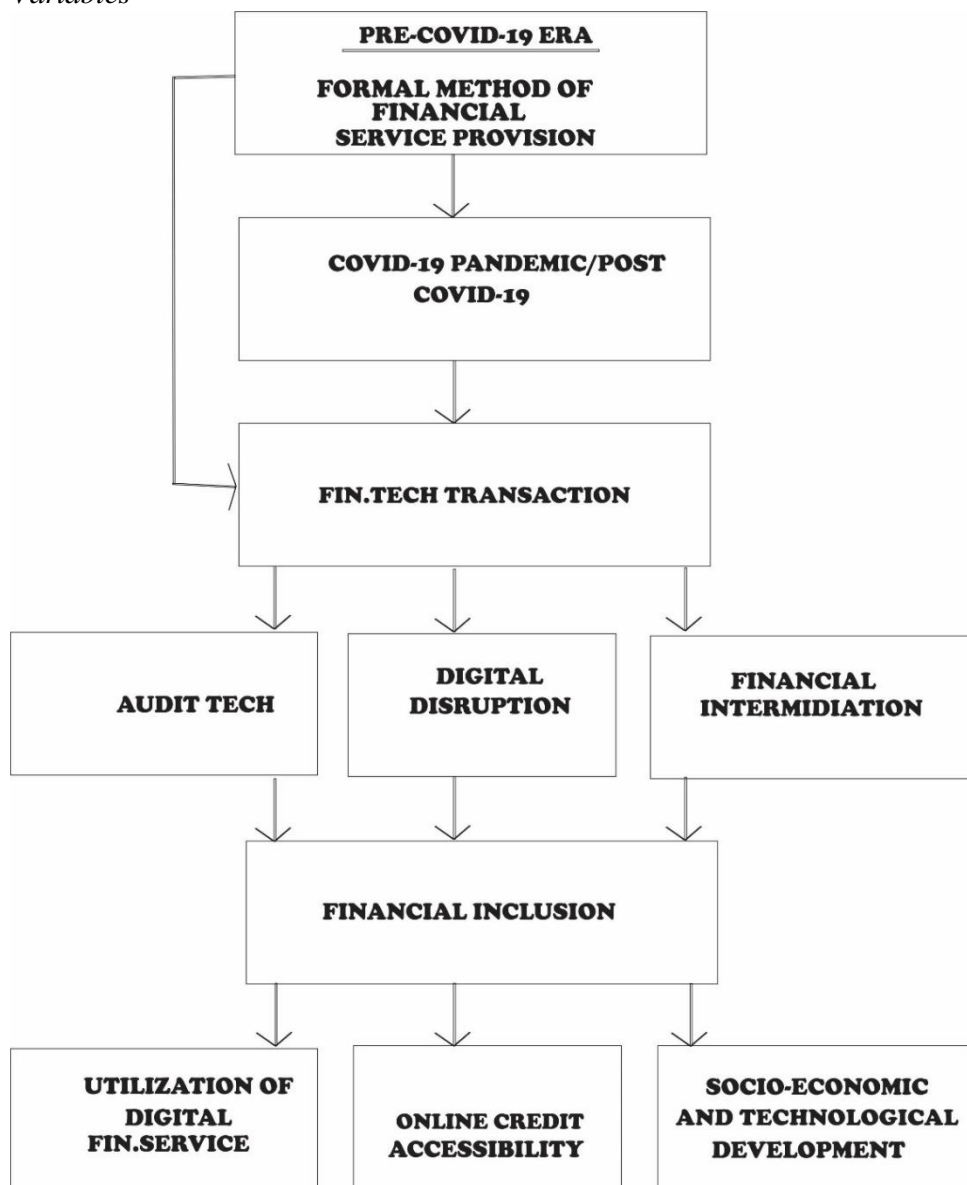 Variables
PRE-COVID-19 ERA
FORMAL METHOD OF
FINANCIAL
SERVICE PROVISION
COVID-19 PANDEMIC/POST
COVID-19
FIN.TECH TRANSACTION
AUDIT TECH
DIGITAL
DISRUPTION
FINANCIAL
INTERMIDIATION
FINANCIAL INCLUSION
UTILIZATION OF
DIGITAL
FIN.SERVICE
ONLINE CREDIT
ACCESSIBILITY
SOCIO-ECONOMIC
AND TECHNOLOGICAL
DEVELOPMENT